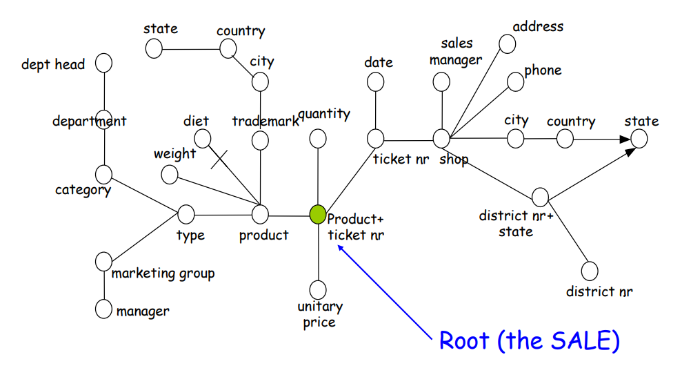 state
country
address
sales
manager
dept head
city
date
phone
department
diet
trademark
quantity
city
country
state
weight
ticket nr
shop
category
type
product
Product+
ticket nr
district nr+
state
marketing group
district nr
manager
unitary
price
Root (the SALE)